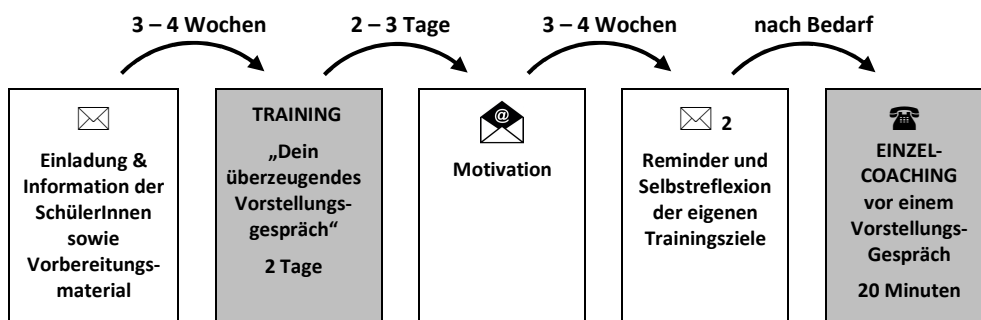 3 – 4 Wochen
2 – 3 Tage
3 – 4 Wochen
nach Bedarf
Einladung &
Information der
SchülerInnen
sowie
Vorbereitungs-
material
TRAINING
„Dein
überzeugendes
Vorstellungs-
gespräch“
2 Tage
@
Motivation
2
Reminder und
Selbstreflexion
der eigenen
Trainingsziele
EINZEL-
COACHING
vor einem
Vorstellungs-
Gespräch
20 Minuten